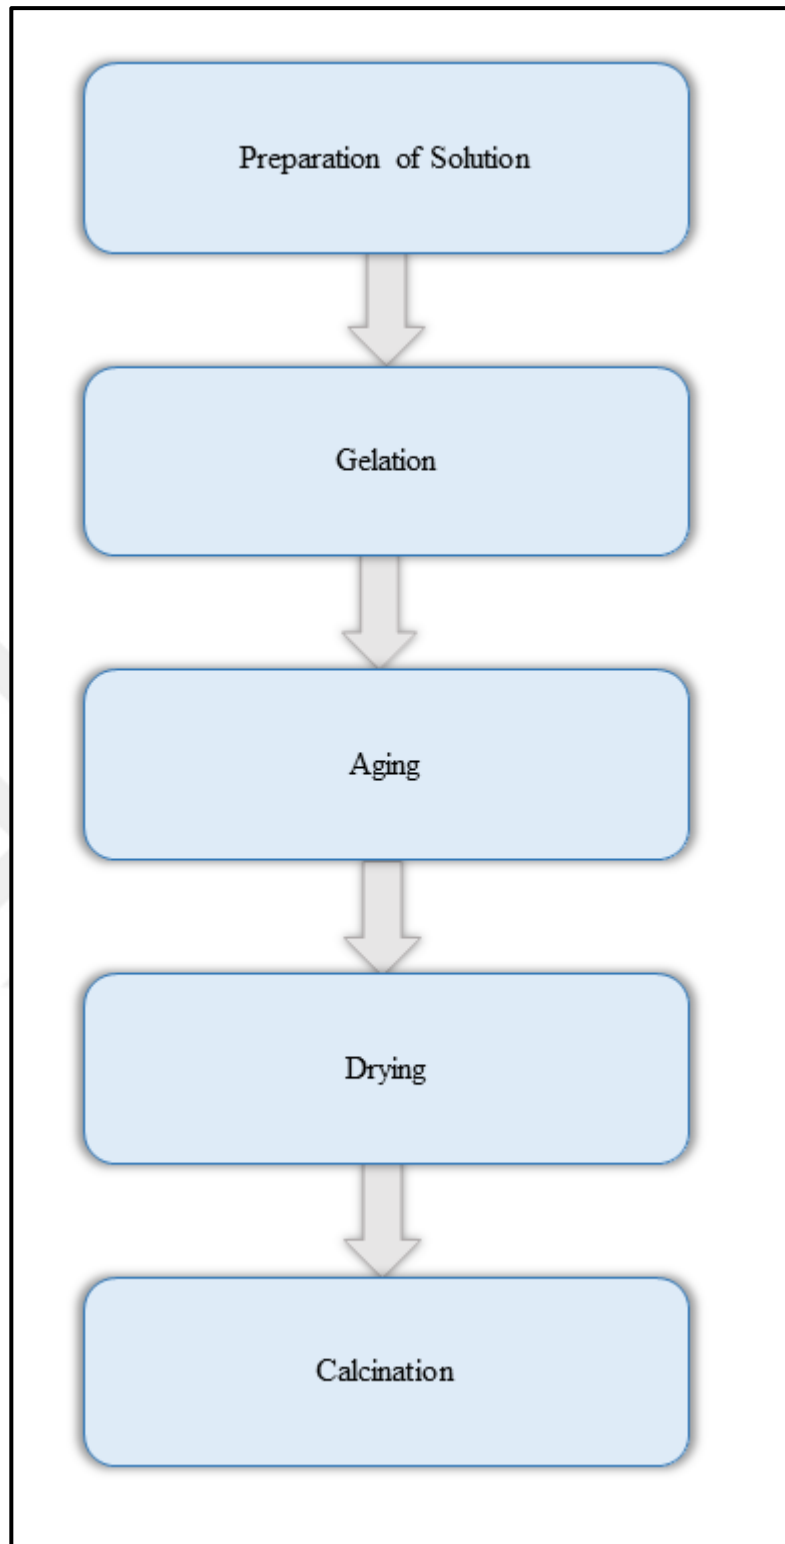 Preparation of Solution
Gelation
Aging
Drying
Calcination